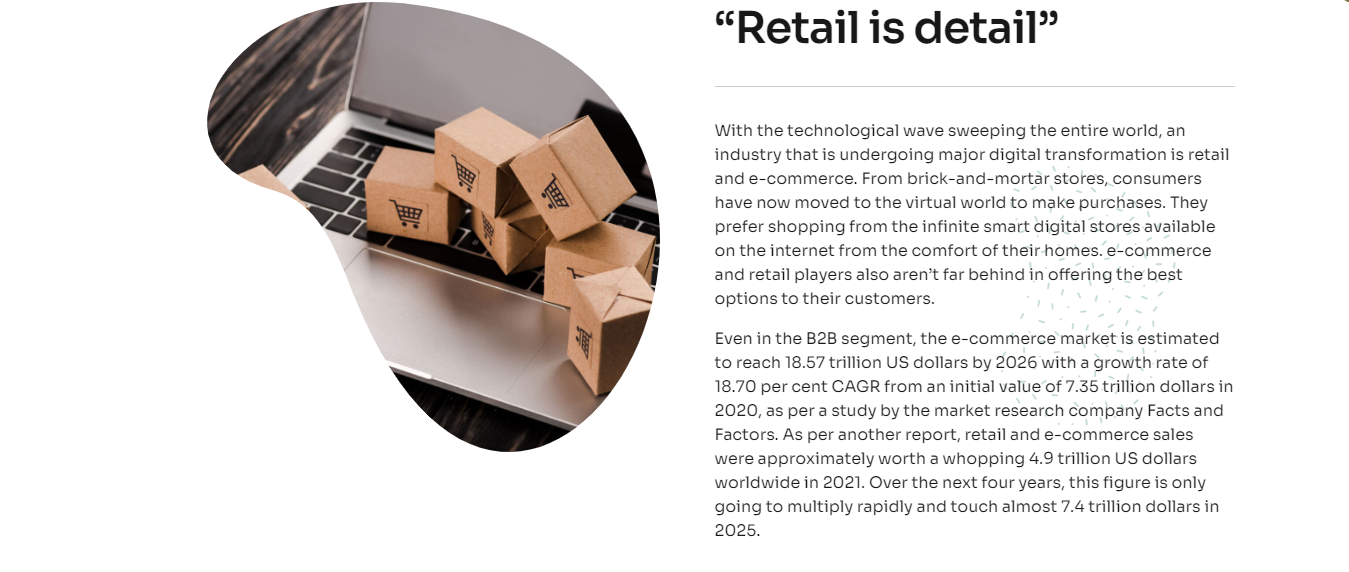 “Retail is detail”
With the technological wave sweeping the entire world, an
industry that is undergoing major digital transformation is retail
and e-commerce. From brick-and-mortar stores, consumers
have now moved to the virtual world to make purchases. They
prefer shopping from the infinite smart digital stores available
on the internet from the comfort of their homes. e-commerce
and retail players also aren’t far behind in offering the best
options to their customers.
Even in the B2B segment, the e-commerce market is estimated
to reach 18.57 trillion US dollars by 2026 with a growth rate of
18.70 per cent CAGR from an initial value of 7.35 trillion dollars in
2020, as per a study by the market research company Facts and
Factors. As per another report, retail and e-commerce sales
were approximately worth a whopping 4.9 trillion US dollars
worldwide in 2021. Over the next four years, this figure is only
going to multiply rapidly and touch almost 7.4 trillion dollars in
2025.